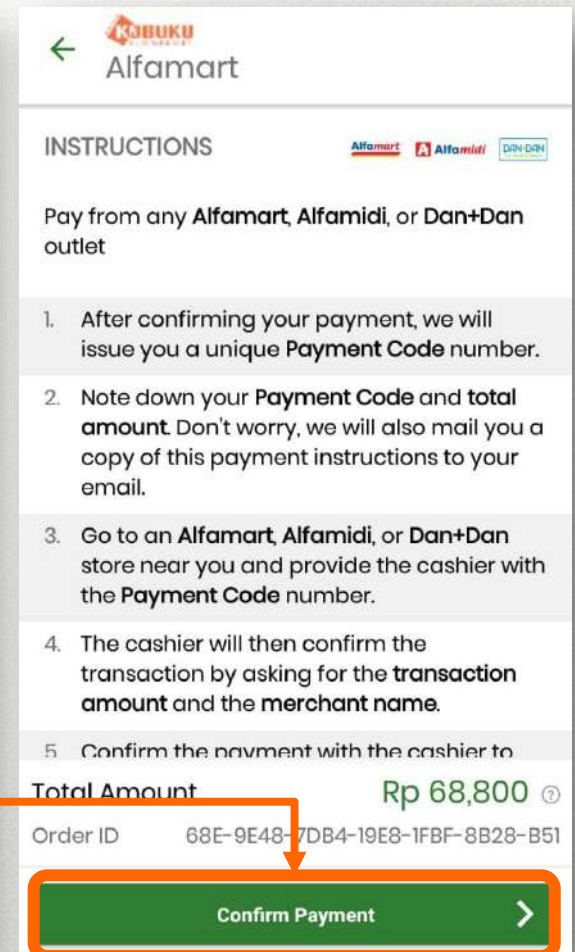 KUBUKU
Alfamart
INSTRUCTIONS Alfamart Alfamidi DAN+DAN
Pay from any Alfamart, Alfamidi, or Dan+Dan
outlet
1. After confirming your payment, we will
issue you a unique Payment Code number.
2. Note down your Payment Code and total
amount. Don't worry, we will also mail you a
copy of this payment instructions to your
email.
3. Go to an Alfamart, Alfamidi, or Dan+Dan
store near you and provide the cashier with
the Payment Code number.
4. The cashier will then confirm the
transaction by asking for the transaction
amount and the merchant name.
5 Confirm the payment with the cashier to
Total Amount Rp 68,800
Order ID 68E-9E48-7DB4-19E8-1FBF-8B28-B51
Confirm Payment